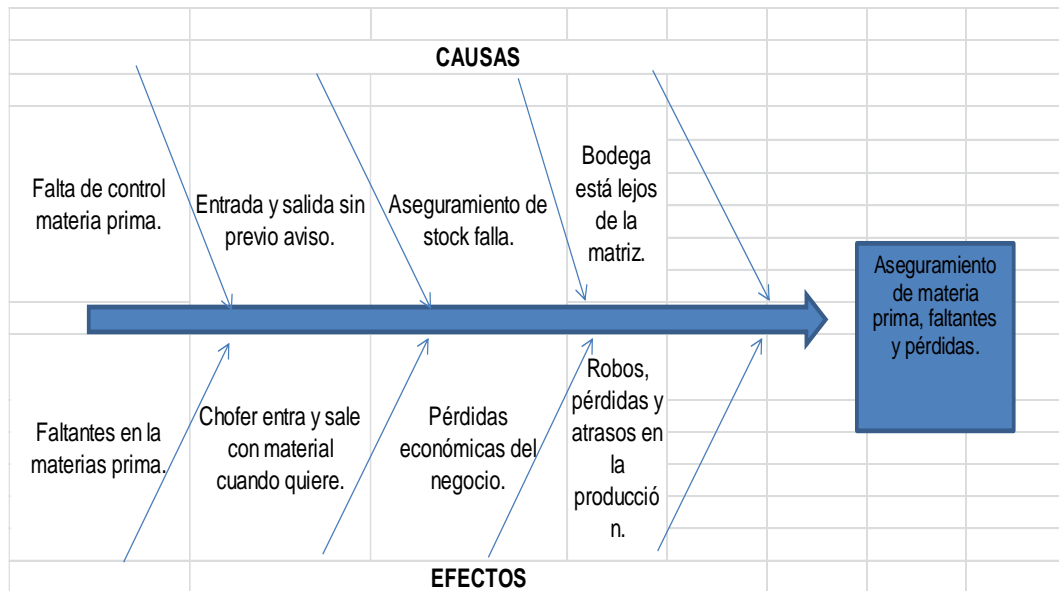 CAUSAS
Falta de control
materia prima.
Entrada y salida sin
previo aviso.
Aseguramiento de
stock falla.
Bodega
está lejos
de la
matriz.
Aseguramiento
de materia
prima, faltantes
y pérdidas.
Faltantes en la
materias prima.
Chofer entra y sale
con material
cuando quiere.
Pérdidas
económicas del
negocio.
Robos,
pérdidas y
atrasos en
la
producció
n.
EFECTOS